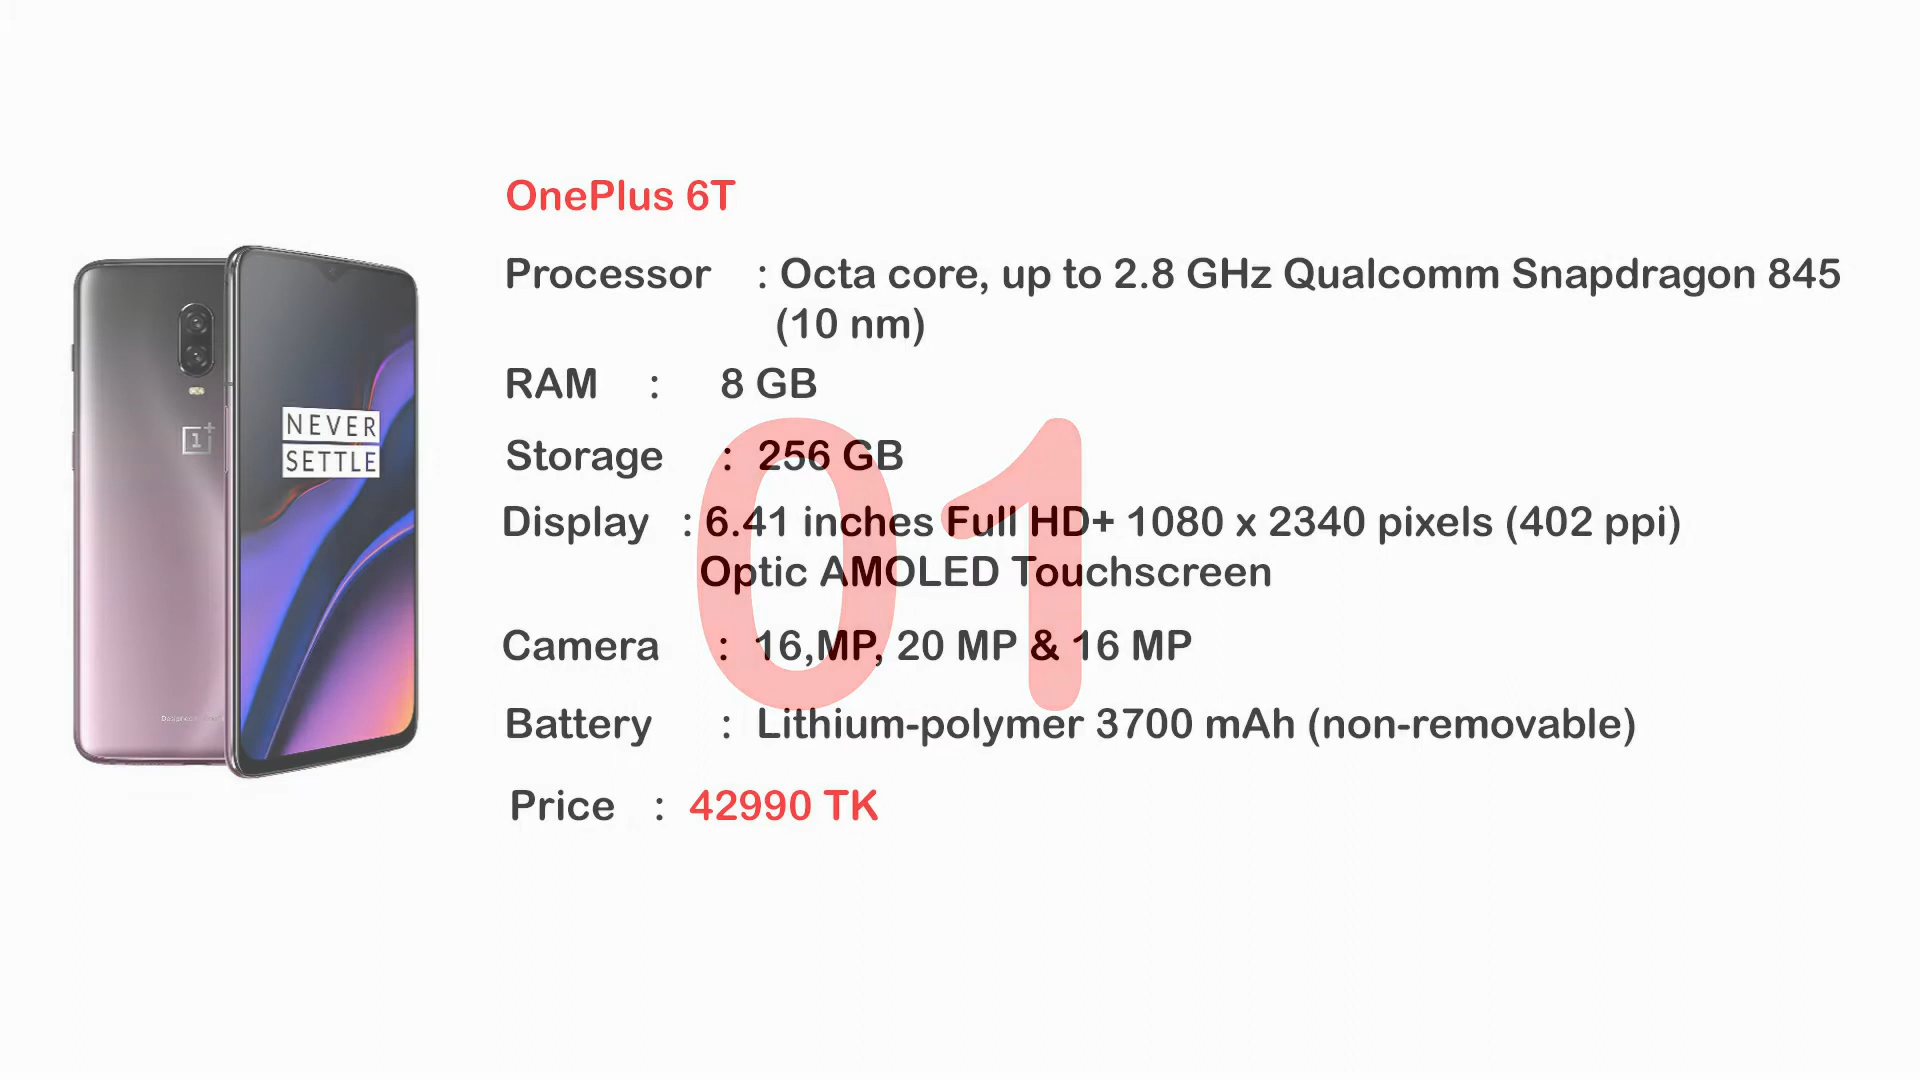 OnePlus 6T
Processor : Octa core, up to 2.8 GHz Qualcomm Snapdragon 845
(10 nm)
RAM : 8 GB
Storage : 256 GB
Display : 6.41 inches Full HD+ 1080 x 2340 pixels (402 ppi)
Optic AMOLED Touchscreen
Camera : 16,MP, 20 MP & 16 MP
Battery : Lithium-polymer 3700 mAh (non-removable)
Price : 42990 TK
01
NEVER
SETTLE
1+